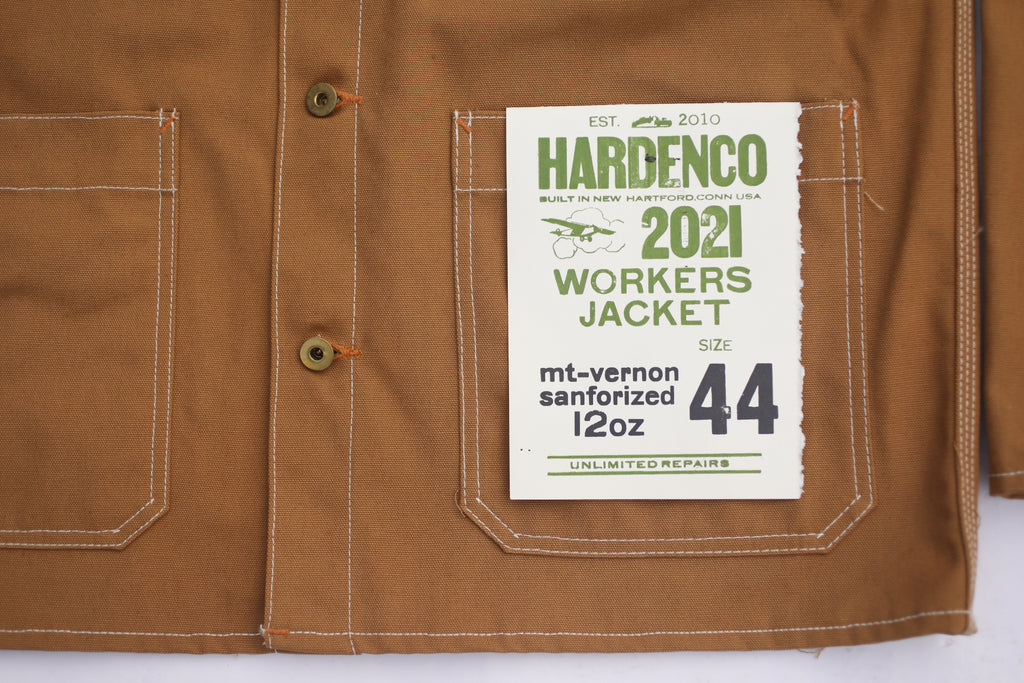 EST. 2010
HARDENCO
BUILT IN NEW HARTFORD.CONN USA
2021
WORKERS
JACKET
SIZE
mt-vernon
sanforized
12oz
44
UNLIMITED REPAIRS